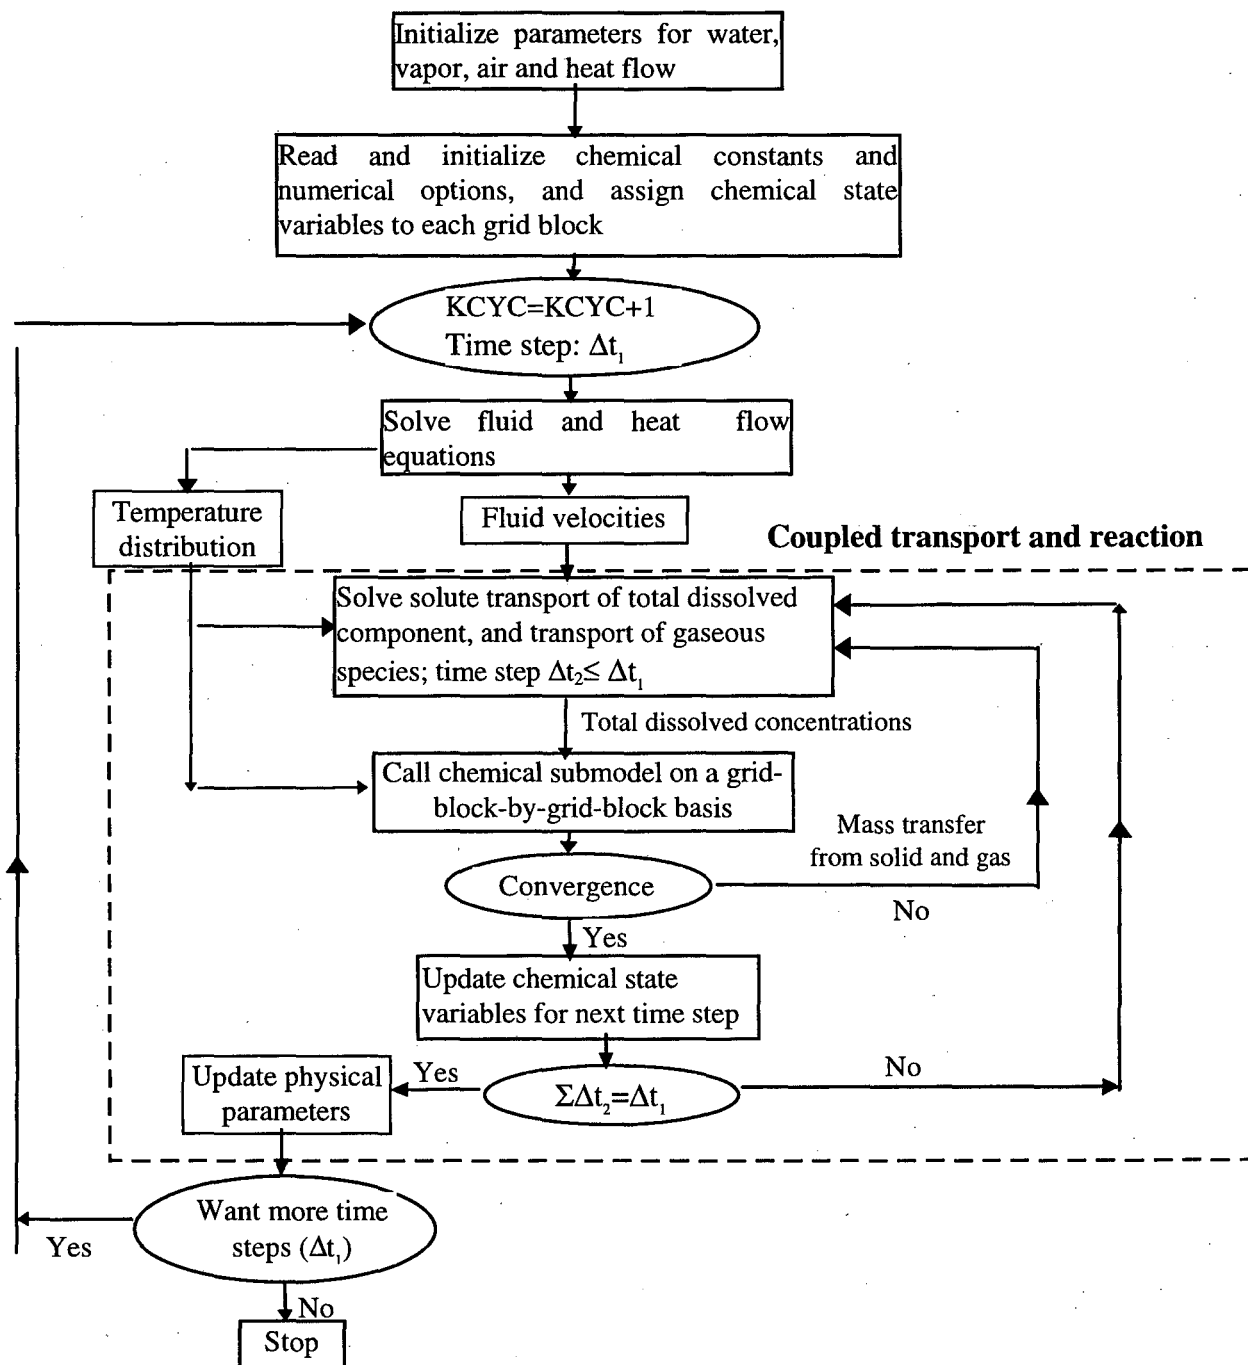 Initialize parameters for water,
vapor, air and heat flow
Read and initialize chemical constants and
numerical options, and assign chemical state
variables to each grid block
KCYC=KCYC+1
Time step: Δt₁
Solve fluid and heat flow
equations
Temperature
distribution
Fluid velocities
Coupled transport and reaction
Solve solute transport of total dissolved
component, and transport of gaseous
species; time step Δt₂≤ Δt₁
Total dissolved concentrations
Call chemical submodel on a grid-
block-by-grid-block basis
Mass transfer
from solid and gas
Convergence
No
Yes
Update chemical state
variables for next time step
Update physical
parameters
Yes
ΣΔt₂=Δt₁
No
Want more time
steps (Δt₁)
Yes
No
Stop